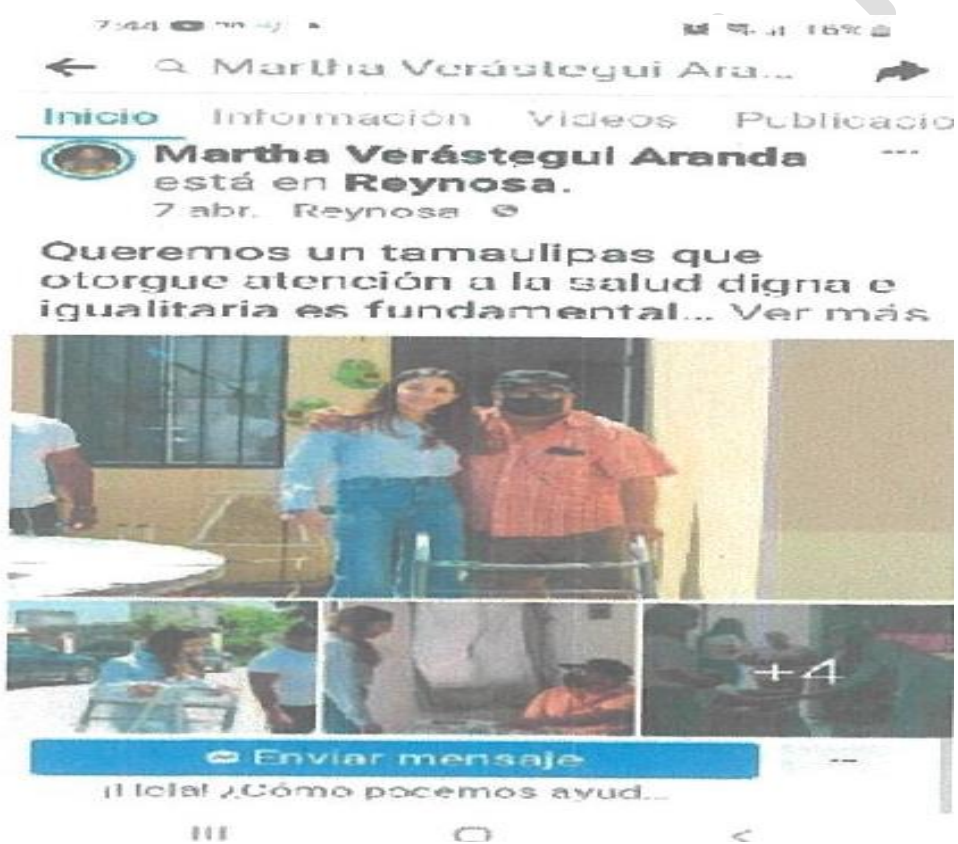 7:44
16%
Martha Verástegui Ara...
Inicio Información Videos Publicacio
Martha Verástegui Aranda
está en Reynosa.
7 abr. Reynosa
Queremos un tamaulipas que
otorgue atención a la salud digna e
igualitaria es fundamental... Ver más
+4
Enviar mensaje
¡Hola! ¿Cómo podemos ayud...